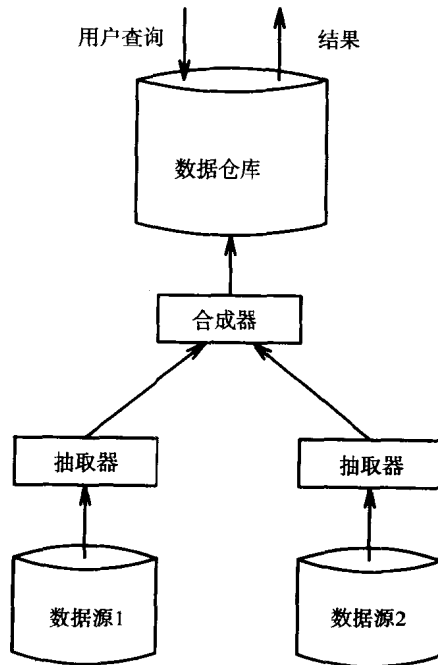 用户查询
结果
数据仓库
合成器
抽取器
抽取器
数据源1
数据源2